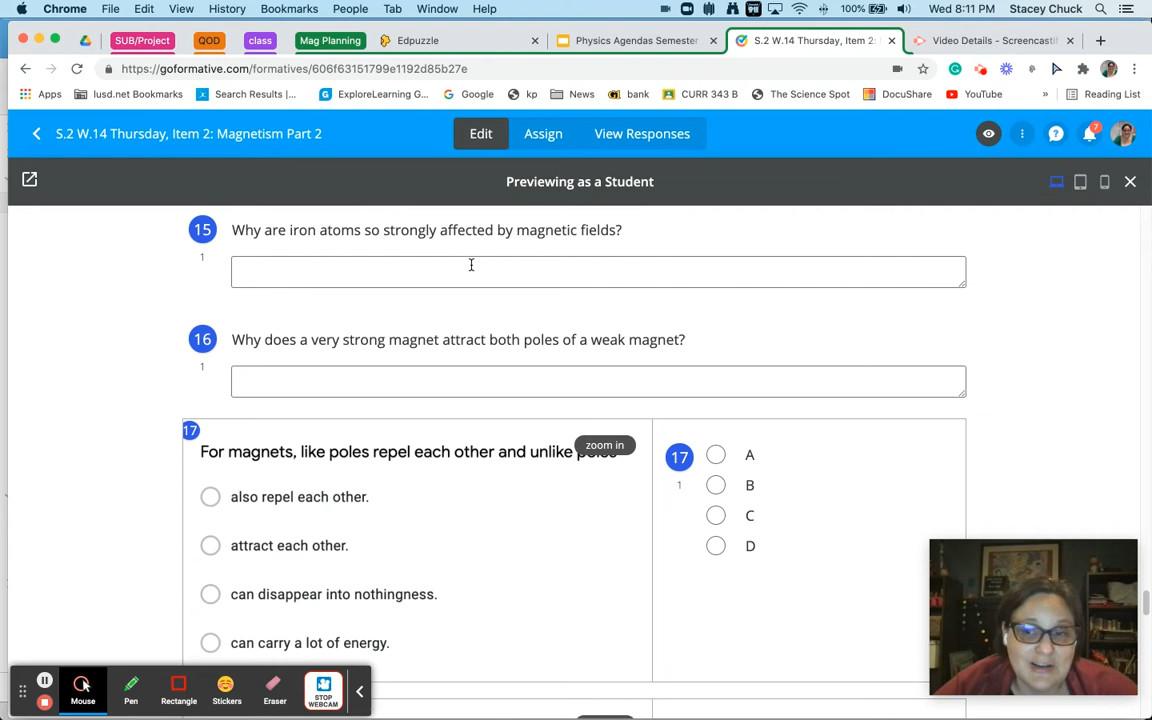 Chrome File Edit View History Bookmarks People Tab Window Help 100% Wed 8:11 PM Stacey Chuck
SUB/Project QOD class Mag Planning Edpuzzle Physics Agendas Semester S.2 W.14 Thursday, Item 2: Video Details - Screencastif
https://goformative.com/formatives/606f63151799e1192d85b27e
Apps lusd.net Bookmarks Search Results |... ExploreLearning G... Google kp News bank CURR 343 B The Science Spot DocuShare YouTube » Reading List
S.2 W.14 Thursday, Item 2: Magnetism Part 2 Edit Assign View Responses 7
Previewing as a Student
15 Why are iron atoms so strongly affected by magnetic fields?
1
16 Why does a very strong magnet attract both poles of a weak magnet?
1
17
zoom in
For magnets, like poles repel each other and unlike poles
also repel each other.
attract each other.
can disappear into nothingness.
can carry a lot of energy.
17 A
1 B
C
D
Mouse Pen Rectangle Stickers Eraser STOP WEBCAM